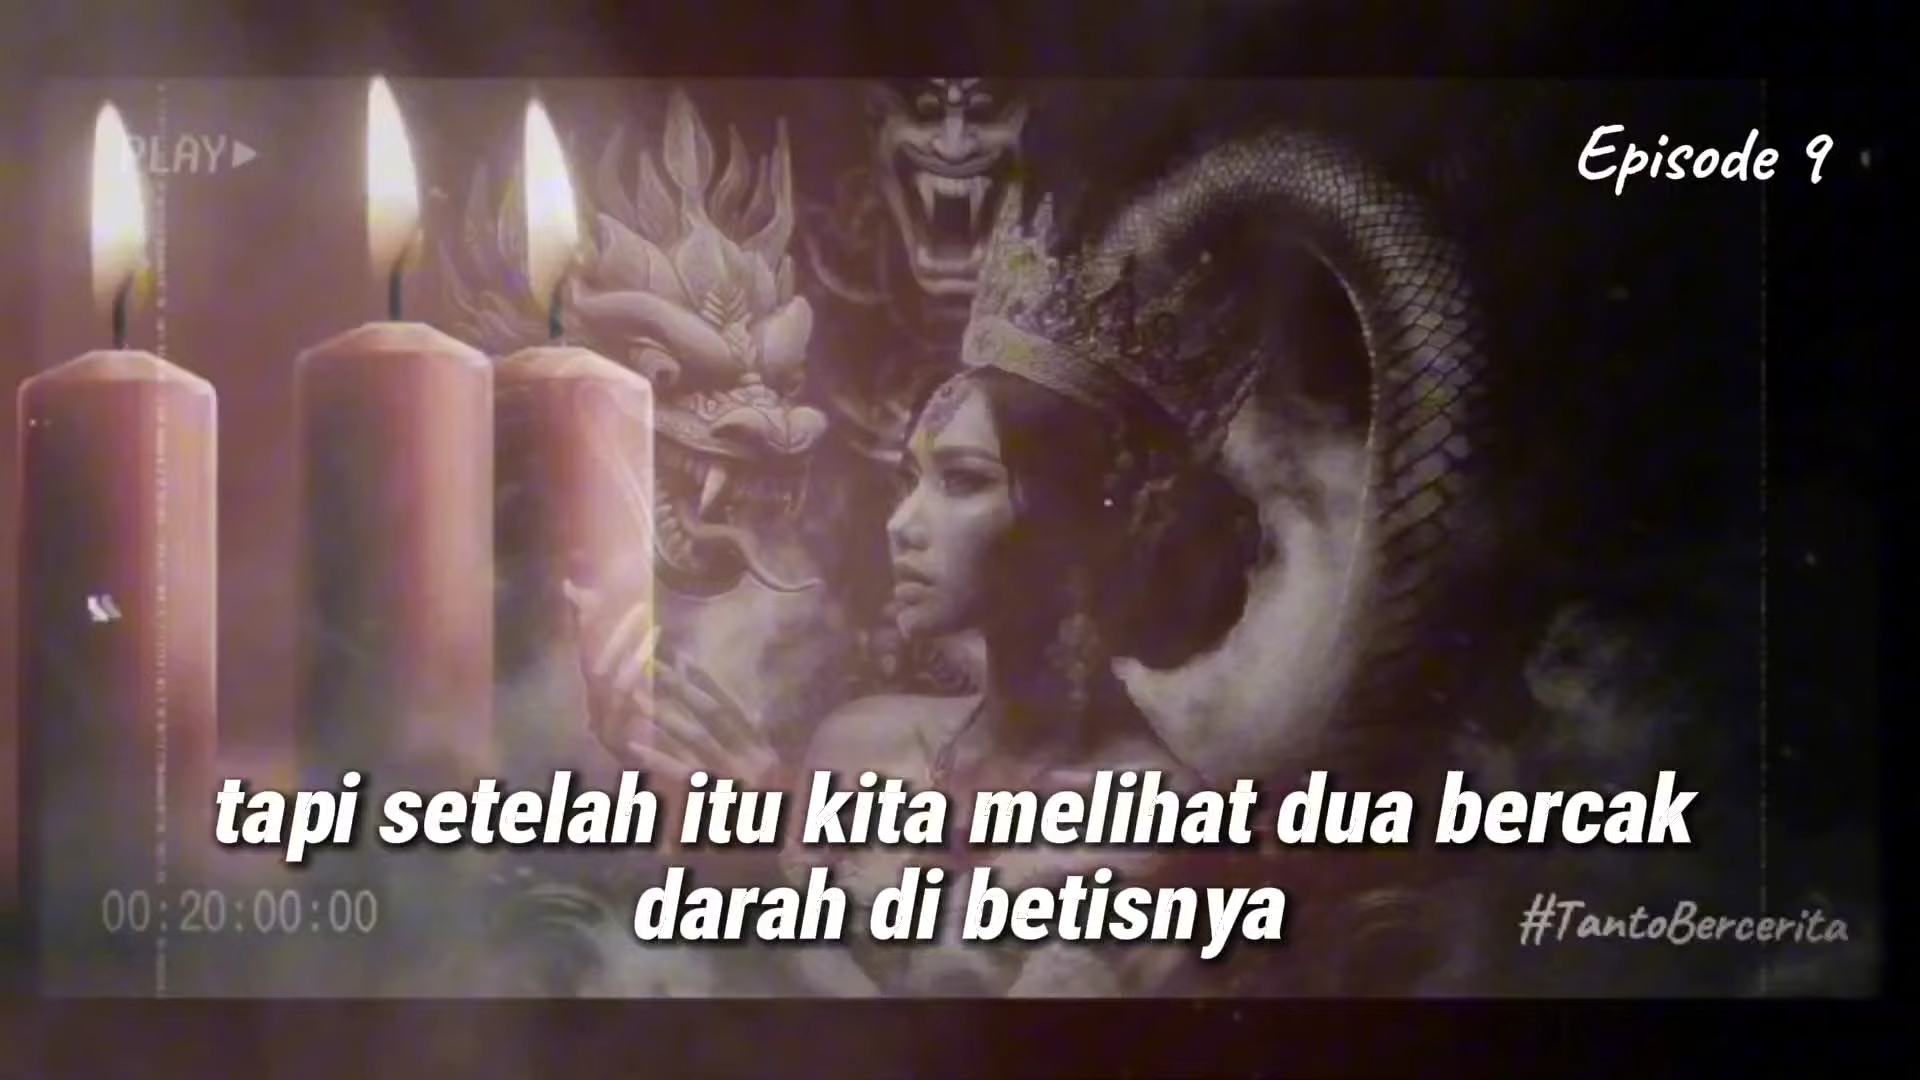 PLAY
Episode 9
tapi setelah itu kita melihat dua bercak
darah di betisnya
00:20:00:00
#TantoBercerita